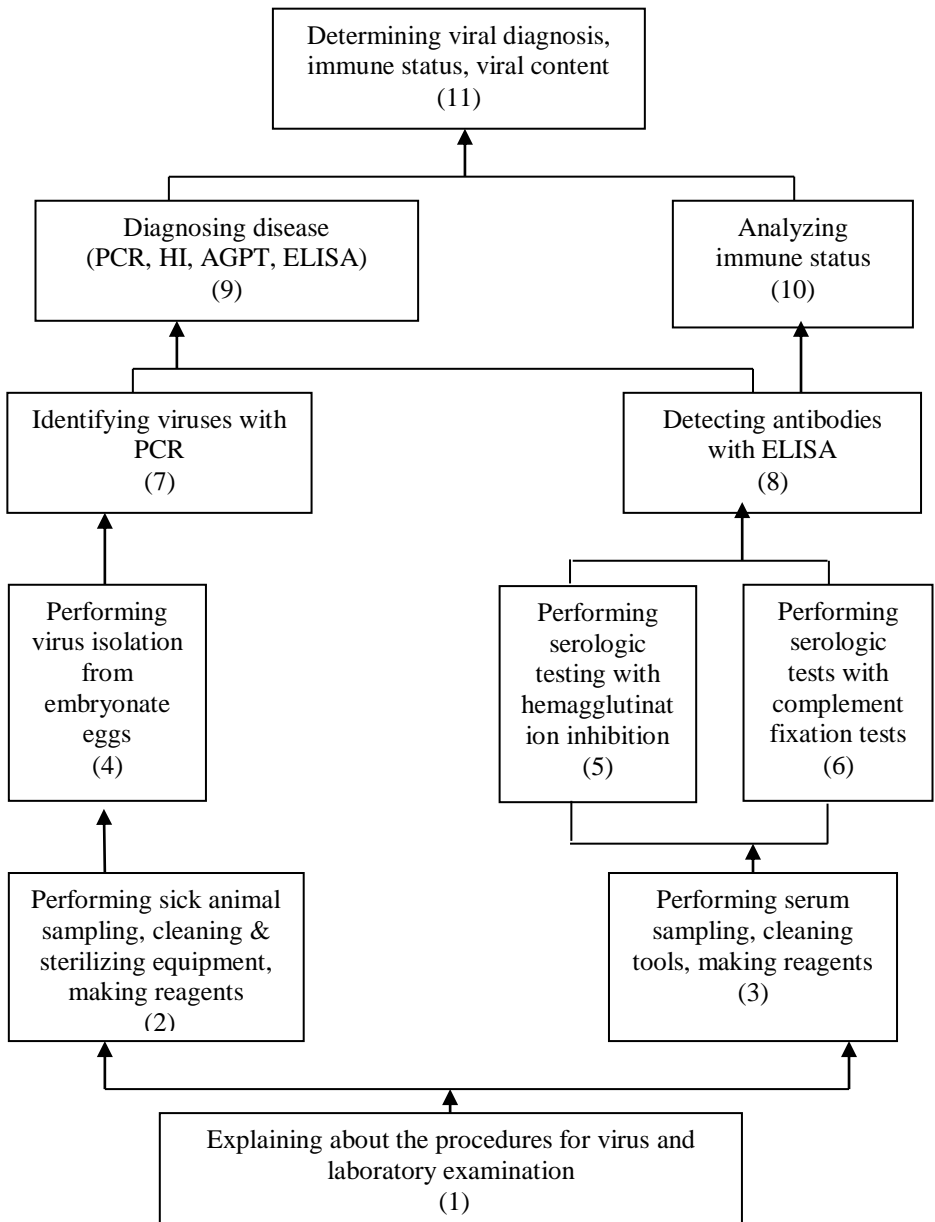 Determining viral diagnosis,
immune status, viral content
(11)
Diagnosing disease
(PCR, HI, AGPT, ELISA)
(9)
Analyzing
immune status
(10)
Identifying viruses with
PCR
(7)
Detecting antibodies
with ELISA
(8)
Performing
virus isolation
from
embryonate
eggs
(4)
Performing
serologic
testing with
hemagglutinat
ion inhibition
(5)
Performing
serologic
tests with
complement
fixation tests
(6)
Performing sick animal
sampling, cleaning &
sterilizing equipment,
making reagents
(2)
Performing serum
sampling, cleaning
tools, making reagents
(3)
Explaining about the procedures for virus and
laboratory examination
(1)